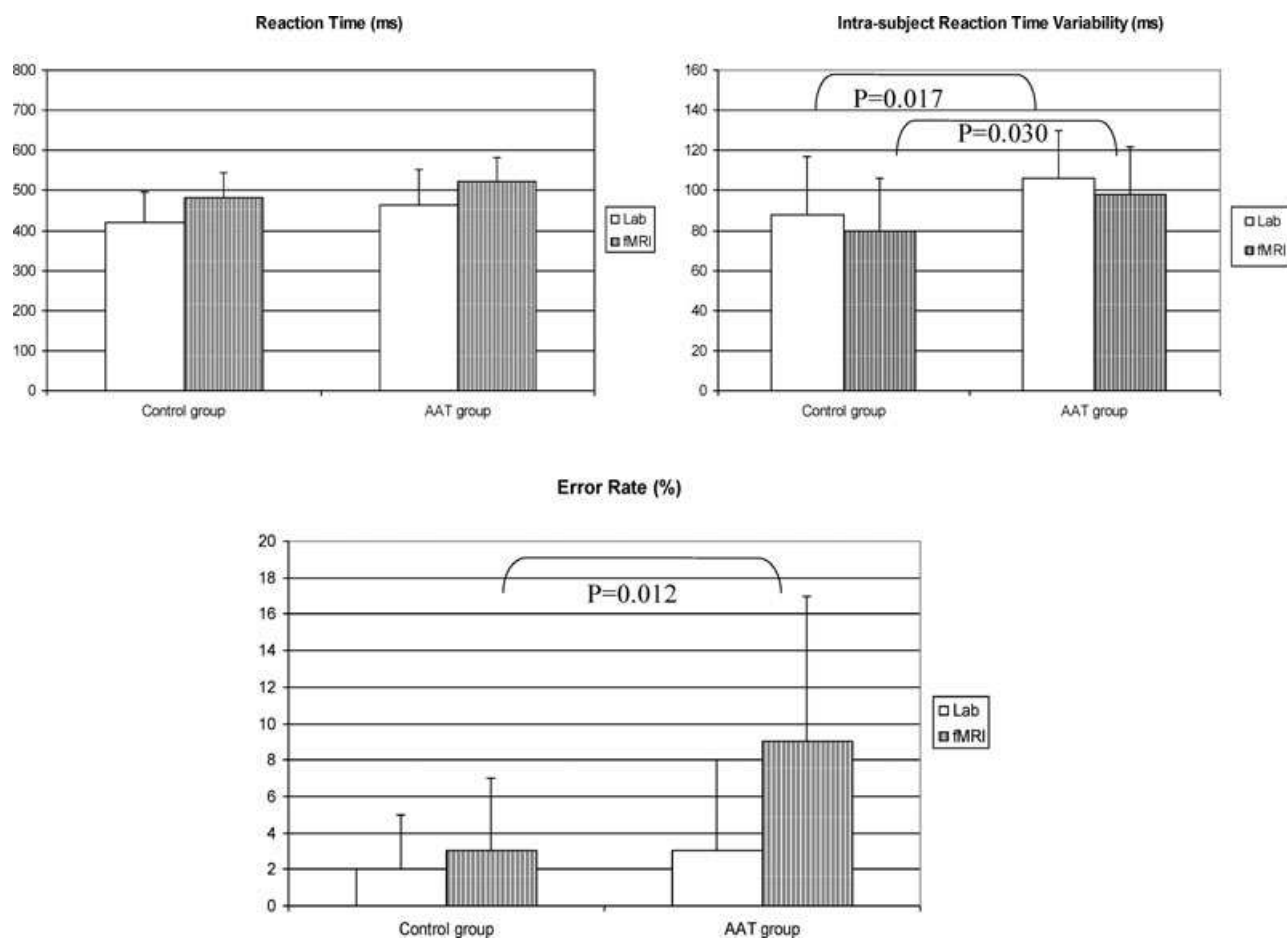 Reaction Time (ms)
800
700
600
500
400
300
200
100
0
Control group
AAT group
Lab
fMRI
Intra-subject Reaction Time Variability (ms)
160
140
120
100
80
60
40
20
0
P=0.017
P=0.030
Control group
AAT group
Lab
fMRI
Error Rate (%)
20
18
16
14
12
10
8
6
4
2
0
P=0.012
Control group
AAT group
Lab
fMRI